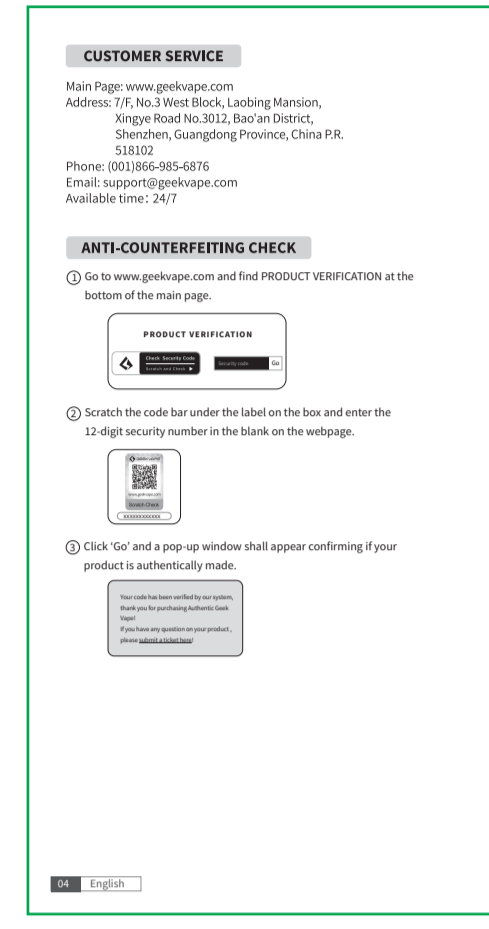 CUSTOMER SERVICE
Main Page: www.geekvape.com
Address: 7/F, No.3 West Block, Laobing Mansion,
Xingye Road No.3012, Bao'an District,
Shenzhen, Guangdong Province, China P.R.
518102
Phone: (001)866-985-6876
Email: support@geekvape.com
Available time: 24/7
ANTI-COUNTERFEITING CHECK
① Go to www.geekvape.com and find PRODUCT VERIFICATION at the
bottom of the main page.
PRODUCT VERIFICATION
Check Security Code
Scratch and Check ▶
Security code Go
② Scratch the code bar under the label on the box and enter the
12-digit security number in the blank on the webpage.
www.geekvape.com
Scratch Check
XXXXXXXXXXXX
③ Click ‘Go’ and a pop-up window shall appear confirming if your
product is authentically made.
Your code has been verified by our system,
thank you for purchasing Authentic Geek
Vape!
If you have any question on your product ,
please submit a ticket here!
04 English